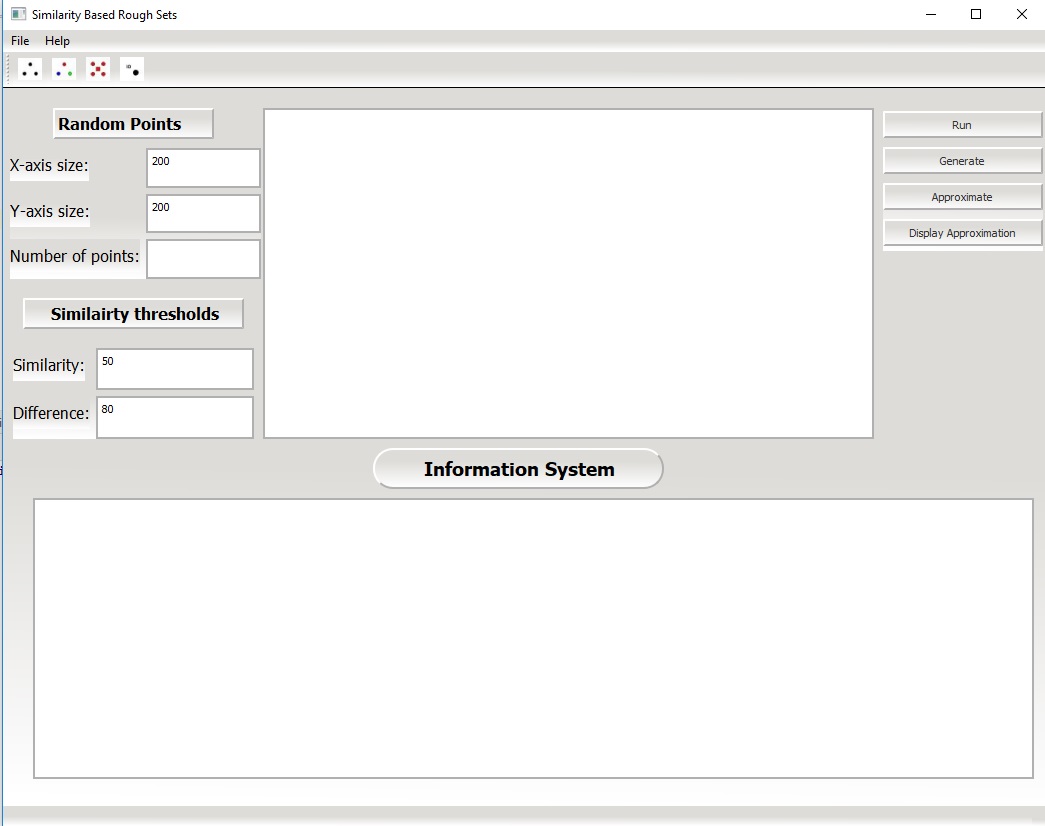 Similarity Based Rough Sets
File Help
Random Points
X-axis size: 200
Y-axis size: 200
Number of points:
Similairty thresholds
Similarity: 50
Difference: 80
Run
Generate
Approximate
Display Approximation
Information System